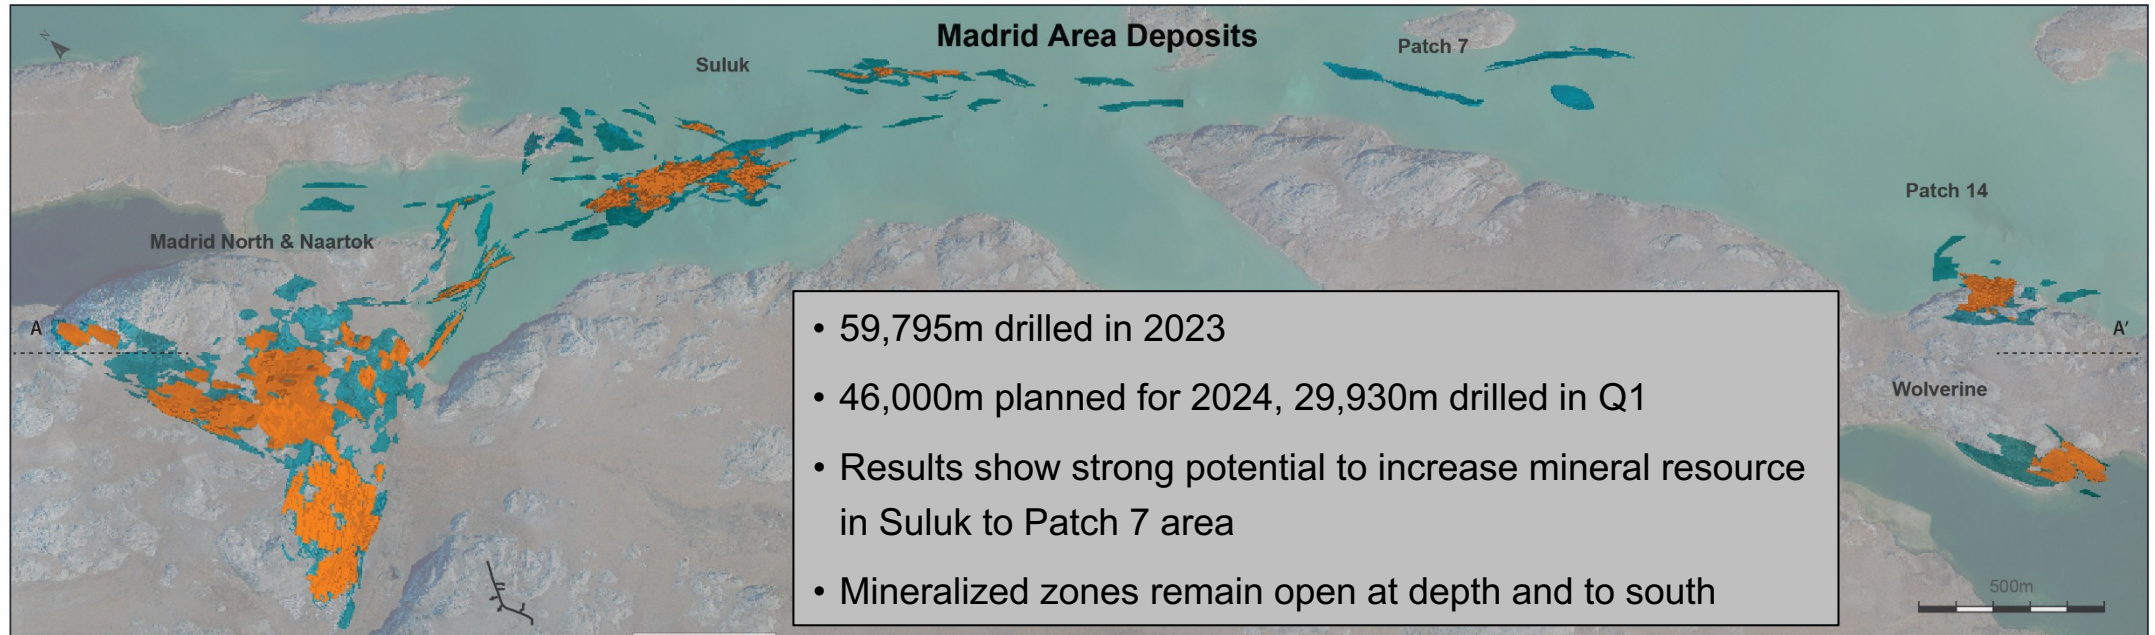 Madrid Area Deposits
N
Suluk
Patch 7
Patch 14
Madrid North & Naartok
A
A'
Wolverine
• 59,795m drilled in 2023
• 46,000m planned for 2024, 29,930m drilled in Q1
• Results show strong potential to increase mineral resource
in Suluk to Patch 7 area
• Mineralized zones remain open at depth and to south
500m